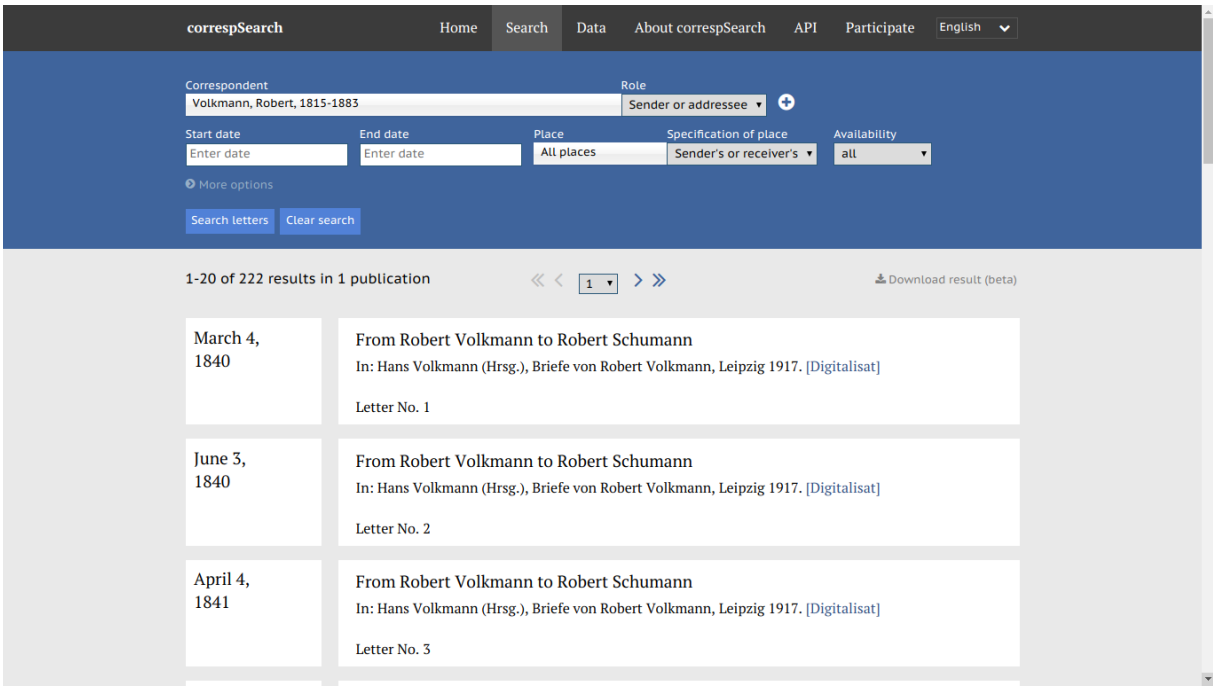 correspSearch Home Search Data About correspSearch API Participate English
Correspondent Role
Volkmann, Robert, 1815-1883 Sender or addressee
Start date End date Place Specification of place Availability
Enter date Enter date All places Sender's or receiver's all
More options
Search letters Clear search
1-20 of 222 results in 1 publication 1 Download result (beta)
March 4,
1840
From Robert Volkmann to Robert Schumann
In: Hans Volkmann (Hrsg.), Briefe von Robert Volkmann, Leipzig 1917. [Digitalisat]
Letter No. 1
June 3,
1840
From Robert Volkmann to Robert Schumann
In: Hans Volkmann (Hrsg.), Briefe von Robert Volkmann, Leipzig 1917. [Digitalisat]
Letter No. 2
April 4,
1841
From Robert Volkmann to Robert Schumann
In: Hans Volkmann (Hrsg.), Briefe von Robert Volkmann, Leipzig 1917. [Digitalisat]
Letter No. 3